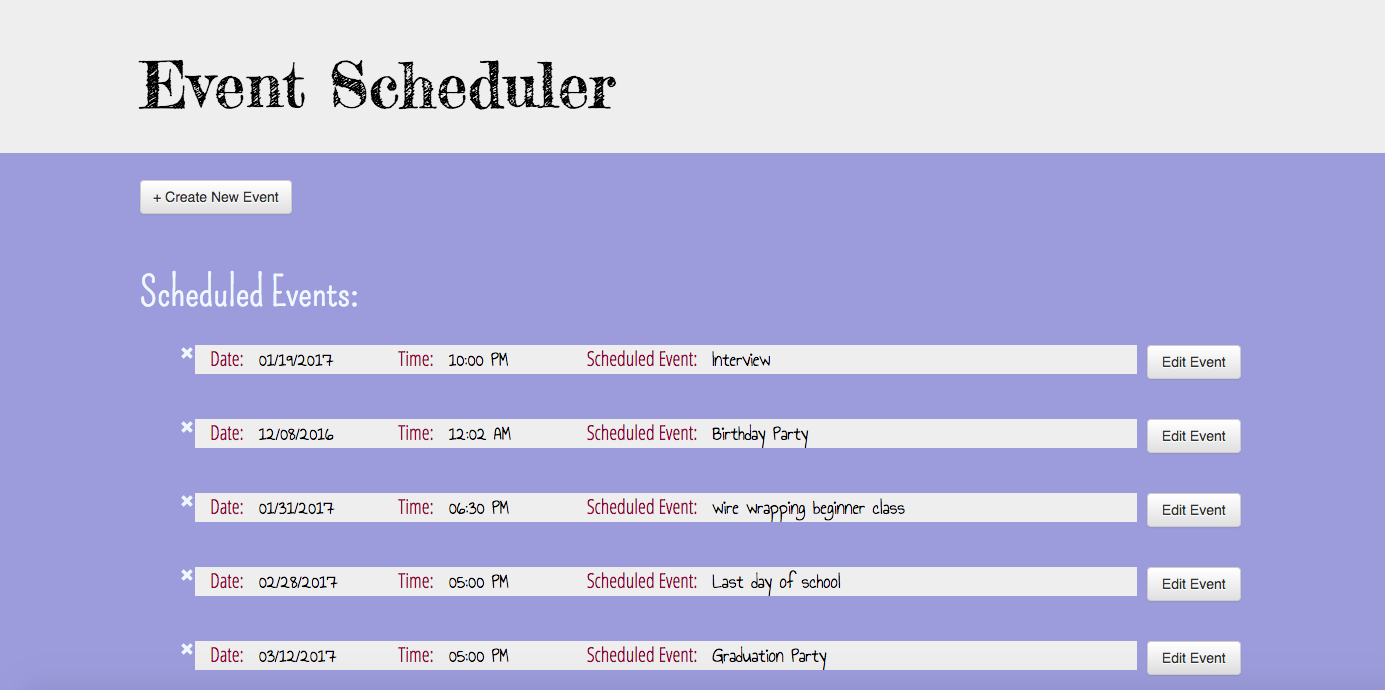 Event Scheduler
+ Create New Event
Scheduled Events:
✖ Date: 01/19/2017 Time: 10:00 PM Scheduled Event: Interview Edit Event
✖ Date: 12/08/2016 Time: 12:02 AM Scheduled Event: Birthday Party Edit Event
✖ Date: 01/31/2017 Time: 06:30 PM Scheduled Event: wire wrapping beginner class Edit Event
✖ Date: 02/28/2017 Time: 05:00 PM Scheduled Event: Last day of school Edit Event
✖ Date: 03/12/2017 Time: 05:00 PM Scheduled Event: Graduation Party Edit Event